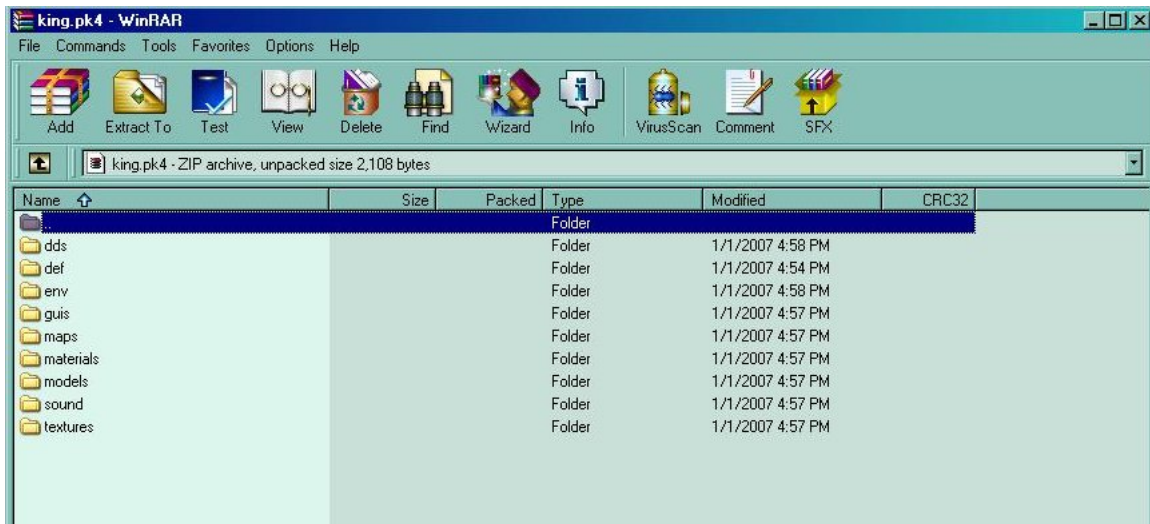 king.pk4 - WinRAR
File Commands Tools Favorites Options Help
Add Extract To Test View Delete Find Wizard Info VirusScan Comment SFX
king.pk4 - ZIP archive, unpacked size 2,108 bytes
Name Size Packed Type Modified CRC32
.. Folder
dds Folder 1/1/2007 4:58 PM
def Folder 1/1/2007 4:54 PM
env Folder 1/1/2007 4:58 PM
guis Folder 1/1/2007 4:57 PM
maps Folder 1/1/2007 4:57 PM
materials Folder 1/1/2007 4:57 PM
models Folder 1/1/2007 4:57 PM
sound Folder 1/1/2007 4:57 PM
textures Folder 1/1/2007 4:57 PM